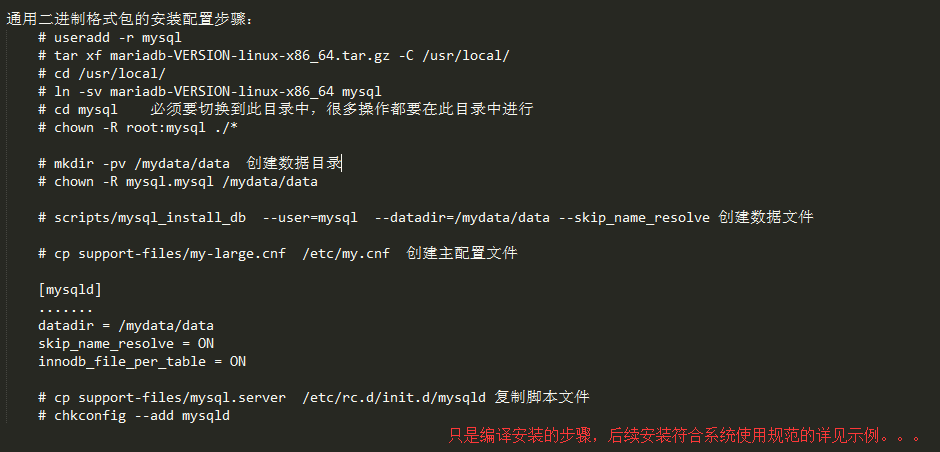 通用二进制格式包的安装配置步骤：
# useradd -r mysql
# tar xf mariadb-VERSION-linux-x86_64.tar.gz -C /usr/local/
# cd /usr/local/
# ln -sv mariadb-VERSION-linux-x86_64 mysql
# cd mysql    必须要切换到此目录中，很多操作都要在此目录中进行
# chown -R root:mysql ./*
# mkdir -pv /mydata/data  创建数据目录
# chown -R mysql.mysql /mydata/data
# scripts/mysql_install_db  --user=mysql  --datadir=/mydata/data --skip_name_resolve 创建数据文件
# cp support-files/my-large.cnf  /etc/my.cnf  创建主配置文件
[mysqld]
.......
datadir = /mydata/data
skip_name_resolve = ON
innodb_file_per_table = ON
# cp support-files/mysql.server  /etc/rc.d/init.d/mysqld 复制脚本文件
# chkconfig --add mysqld
只是编译安装的步骤，后续安装符合系统使用规范的详见示例。。。